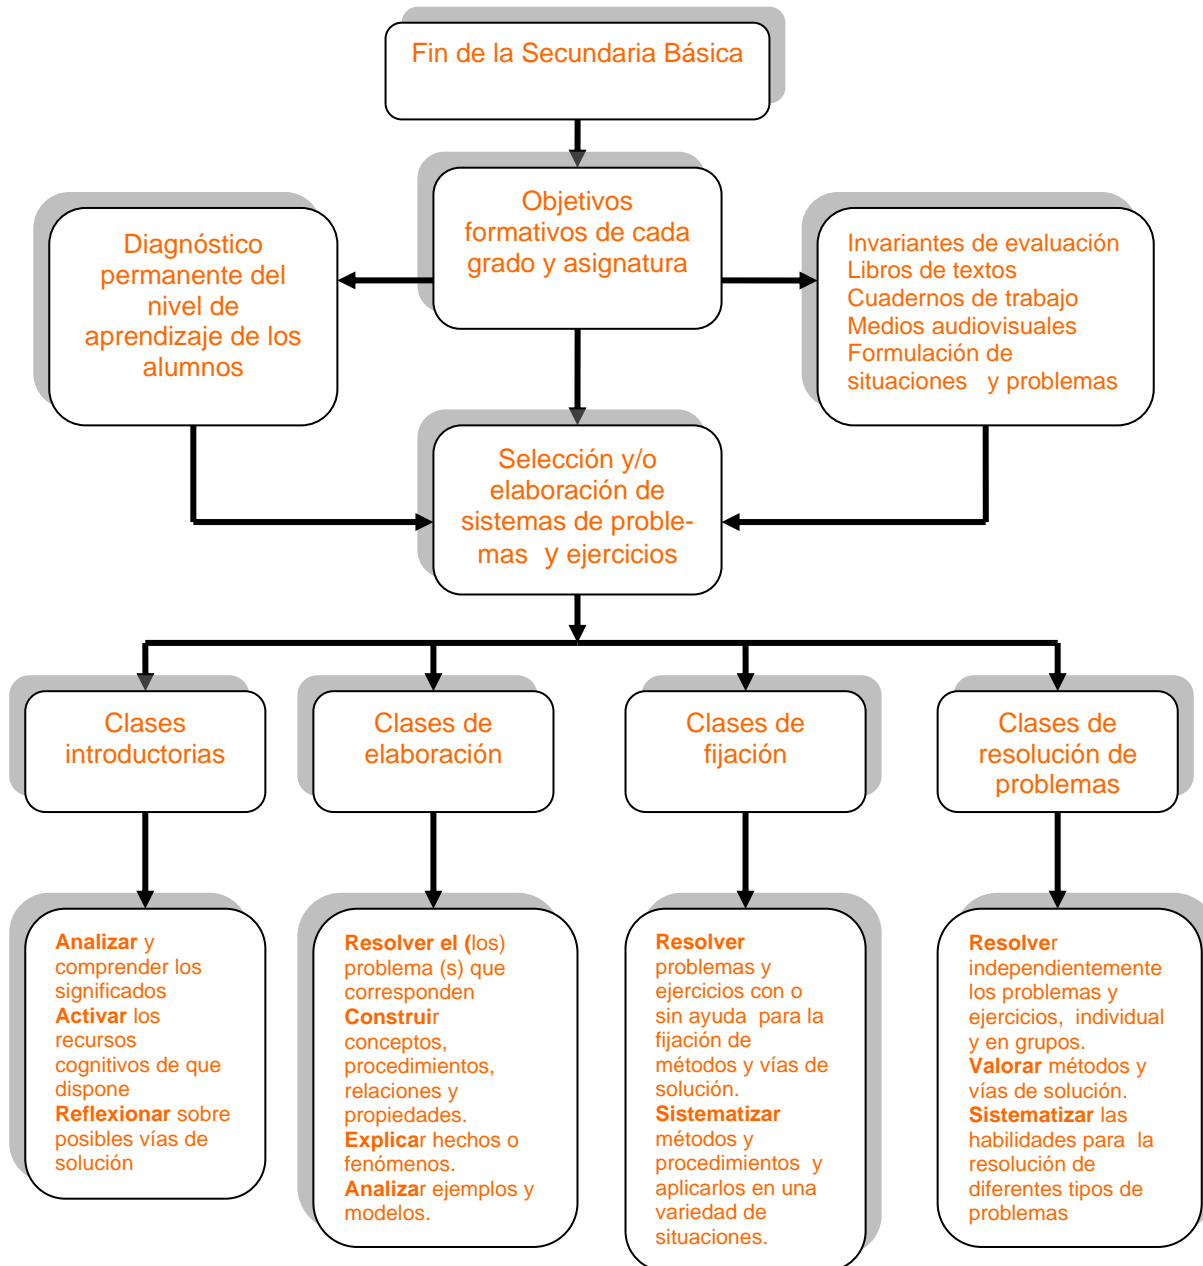 Fin de la Secundaria Básica
Objetivos
formativos de cada
grado y asignatura
Diagnóstico
permanente del
nivel de
aprendizaje de los
alumnos
Invariantes de evaluación
Libros de textos
Cuadernos de trabajo
Medios audiovisuales
Formulación de
situaciones y problemas
Selección y/o
elaboración de
sistemas de proble-
mas y ejercicios
Clases
introductorias
Clases de
elaboración
Clases de
fijación
Clases de
resolución de
problemas
Analizar y
comprender los
significados
Activar los
recursos
cognitivos de que
dispone
Reflexionar sobre
posibles vías de
solución
Resolver el (los)
problema (s) que
corresponden
Construir
conceptos,
procedimientos,
relaciones y
propiedades.
Explicar hechos o
fenómenos.
Analizar ejemplos y
modelos.
Resolver
problemas y
ejercicios con o
sin ayuda para la
fijación de
métodos y vías de
solución.
Sistematizar
métodos y
procedimientos y
aplicarlos en una
variedad de
situaciones.
Resolver
independientemente
los problemas y
ejercicios, individual
y en grupos.
Valorar métodos y
vías de solución.
Sistematizar las
habilidades para la
resolución de
diferentes tipos de
problemas